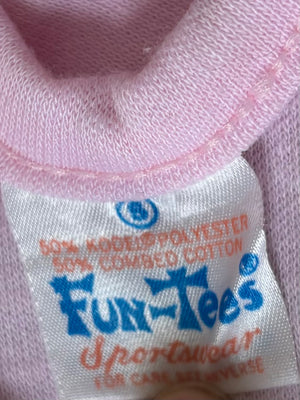 50% KODEL® POLYESTER
50% COMBED COTTON
FUN-TEES®
Sportswear
FOR CARE SEE REVERSE